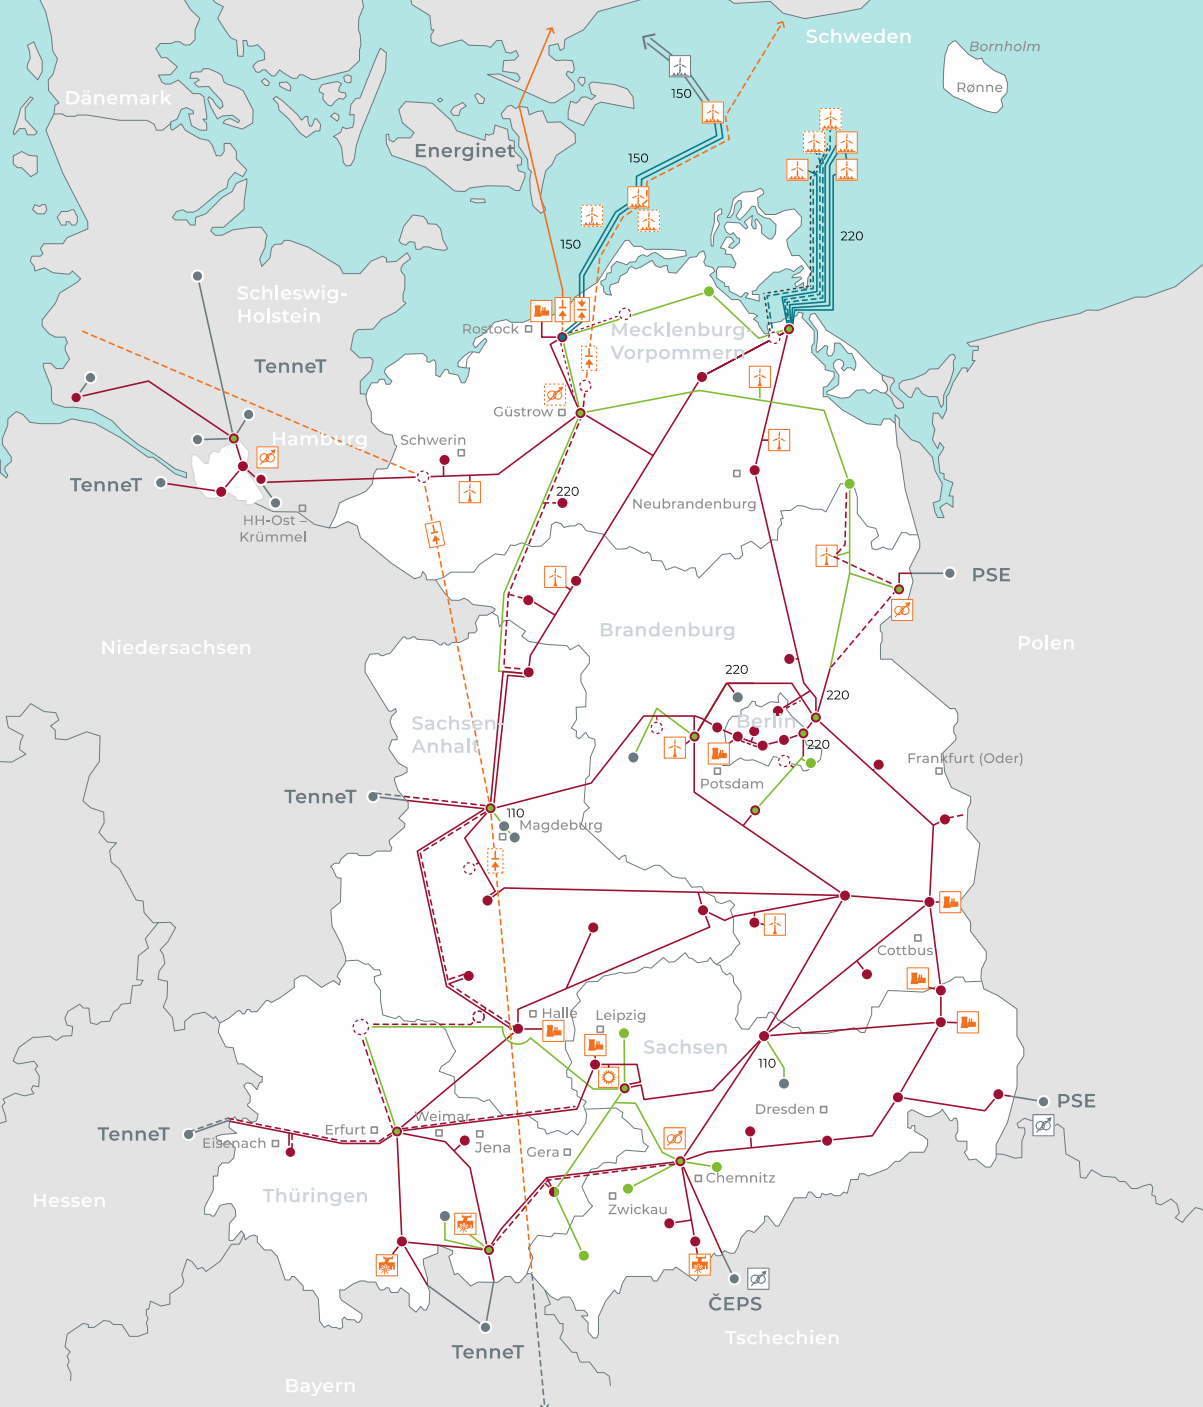 Schweden
Bornholm
Rønne
Dänemark
150
Energinet
150
150
220
Schleswig-
Holstein
Rostock
Mecklenburg-
Vorpommern
TenneT
Güstrow
Hamburg
Schwerin
TenneT
220
Neubrandenburg
HH-Ost –
Krümmel
PSE
Niedersachsen
Brandenburg
Polen
220
220
Sachsen-
Anhalt
Berlin
220
Frankfurt (Oder)
Potsdam
TenneT
110
Magdeburg
Cottbus
Halle
Leipzig
Sachsen
110
Dresden
PSE
Weimar
Erfurt
TenneT
Eisenach
Jena
Gera
Chemnitz
Thüringen
Hessen
Zwickau
ČEPS
Tschechien
TenneT
Bayern